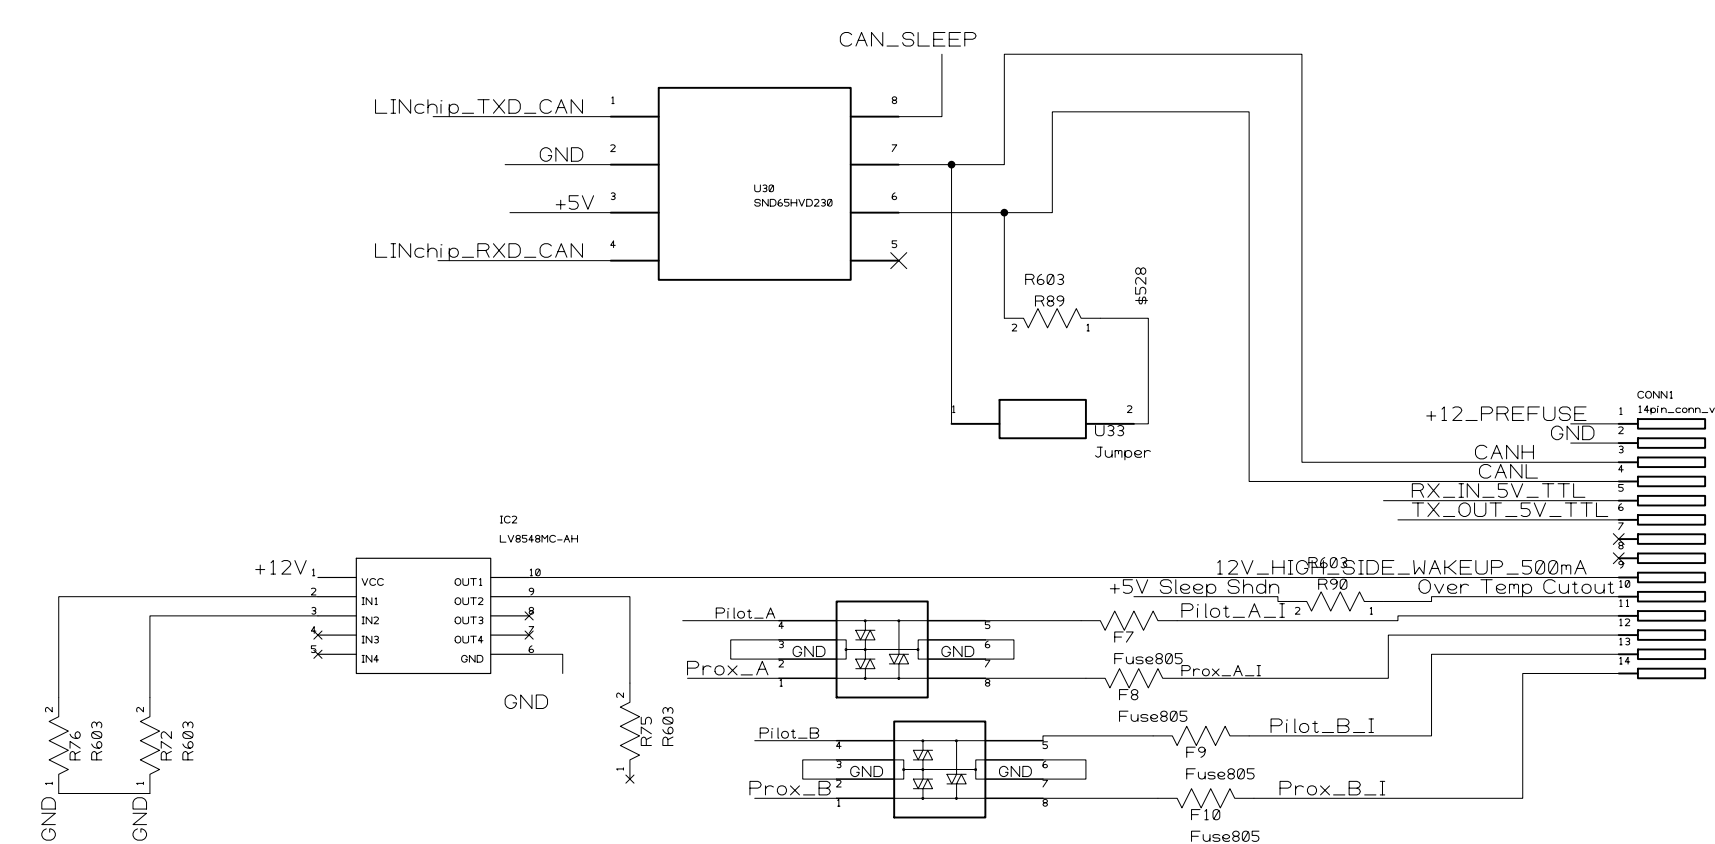 CAN_SLEEP
LINchip_TXD_CAN 1 8
GND 2 7
+5V 3 6
U30
SND65HVD230
LINchip_RXD_CAN 4 5
R603
R89
2 1
$528
1 2
U33
Jumper
CONN1
14pin_conn_v
+12_PREFUSE 1
GND 2
CANH 3
CANL 4
RX_IN_5V_TTL 5
TX_OUT_5V_TTL 6
7
8
12V_HIGH_SIDE_WAKEUP_500mA 9
R603
+5V Sleep Shdn R90 Over Temp Cutout 10
2 1
11
12
13
14
IC2
LV8548MC-AH
+12V 1 VCC OUT1 10
2 IN1 OUT2 9
3 IN2 OUT3 8
4 IN3 OUT4 7
5 IN4 GND 6
GND
2 R76 R603 1
GND
2 R72 R603 1
GND
2 R75 R603 1
Pilot_A 4 5 F7 Pilot_A_I
Fuse805
3 GND GND 6
2 7
Prox_A 1 8 F8 Prox_A_I
Fuse805
Pilot_B 4 5 F9 Pilot_B_I
Fuse805
3 GND GND 6
2 7
Prox_B 1 8 F10 Prox_B_I
Fuse805